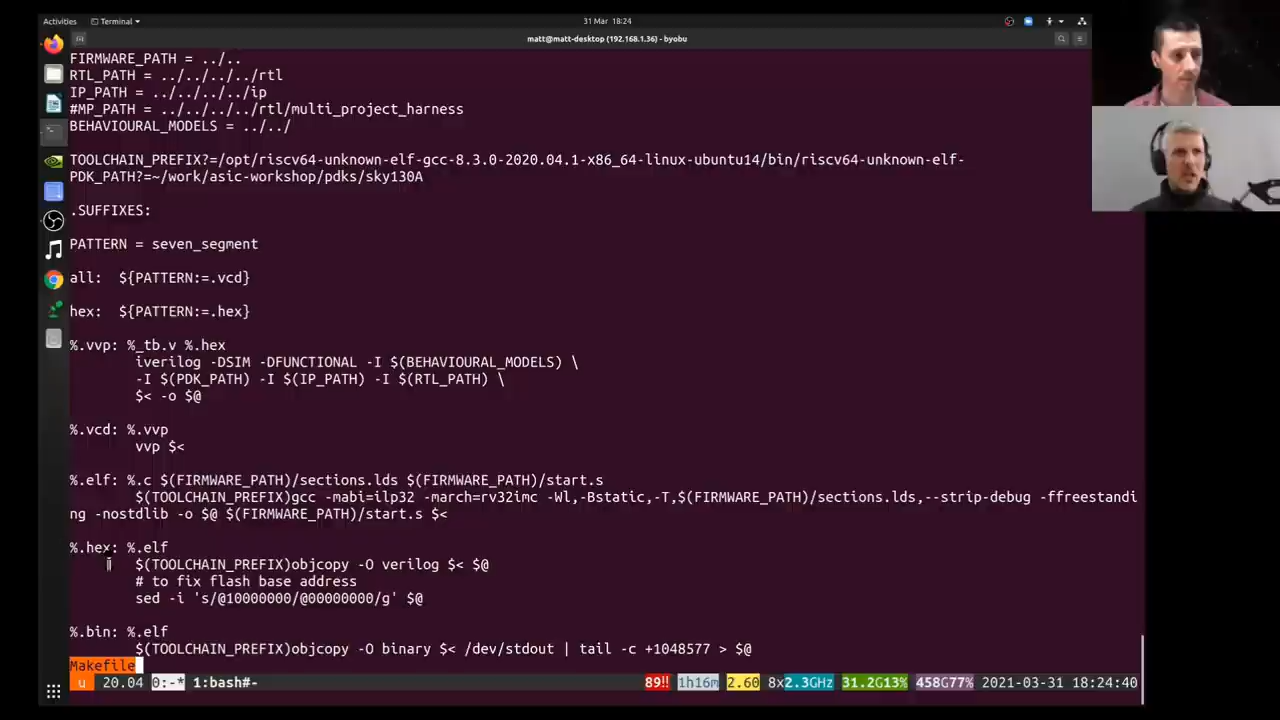 Activities
Terminal
31 Mar 18:24
matt@matt-desktop (192.168.1.36) - byobu
FIRMWARE_PATH = ../..
RTL_PATH = ../../../../rtl
IP_PATH = ../../../../ip
#MP_PATH = ../../../../rtl/multi_project_harness
BEHAVIOURAL_MODELS = ../../
TOOLCHAIN_PREFIX?=/opt/riscv64-unknown-elf-gcc-8.3.0-2020.04.1-x86_64-linux-ubuntu14/bin/riscv64-unknown-elf-
PDK_PATH?=~/work/asic-workshop/pdks/sky130A
.SUFFIXES:
PATTERN = seven_segment
all:  ${PATTERN:=.vcd}
hex:  ${PATTERN:=.hex}
%.vvp: %_tb.v %.hex
iverilog -DSIM -DFUNCTIONAL -I $(BEHAVIOURAL_MODELS) \
-I $(PDK_PATH) -I $(IP_PATH) -I $(RTL_PATH) \
$< -o $@
%.vcd: %.vvp
vvp $<
%.elf: %.c $(FIRMWARE_PATH)/sections.lds $(FIRMWARE_PATH)/start.s
$(TOOLCHAIN_PREFIX)gcc -mabi=ilp32 -march=rv32imc -Wl,-Bstatic,-T,$(FIRMWARE_PATH)/sections.lds,--strip-debug -ffreestandi
ng -nostdlib -o $@ $(FIRMWARE_PATH)/start.s $<
%.hex: %.elf
$(TOOLCHAIN_PREFIX)objcopy -O verilog $< $@
# to fix flash base address
sed -i 's/@10000000/@00000000/g' $@
%.bin: %.elf
$(TOOLCHAIN_PREFIX)objcopy -O binary $< /dev/stdout | tail -c +1048577 > $@
Makefile
u 20.04 0:-* 1:bash#- 89!! 1h16m 2.60 8x2.3GHz 31.2G13% 458G77% 2021-03-31 18:24:40